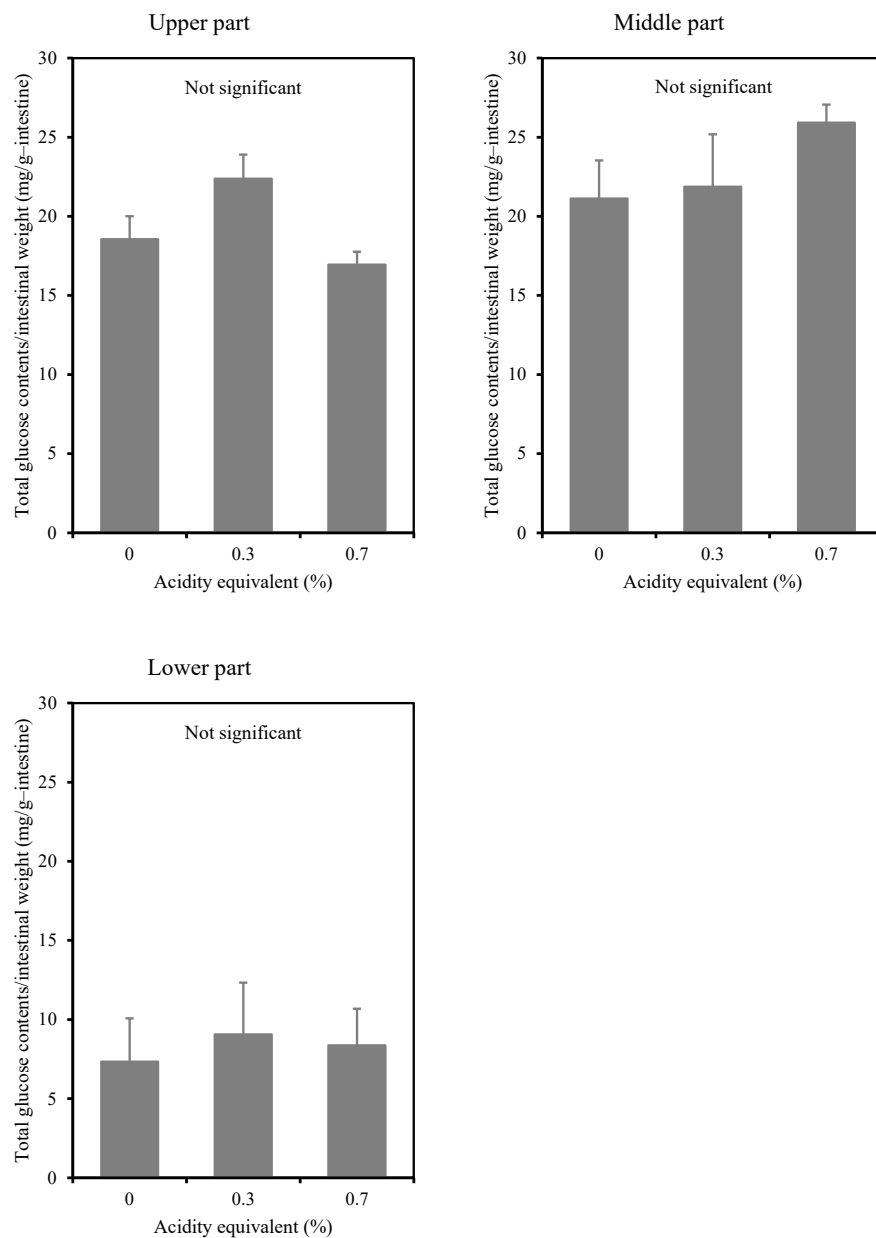 Upper part
Total glucose contents/intestinal weight (mg/g–intestine)
30
25
20
15
10
5
0
Not significant
0 0.3 0.7
Acidity equivalent (%)
Middle part
Total glucose contents/intestinal weight (mg/g–intestine)
30
25
20
15
10
5
0
Not significant
0 0.3 0.7
Acidity equivalent (%)
Lower part
Total glucose contents/intestinal weight (mg/g–intestine)
30
25
20
15
10
5
0
Not significant
0 0.3 0.7
Acidity equivalent (%)